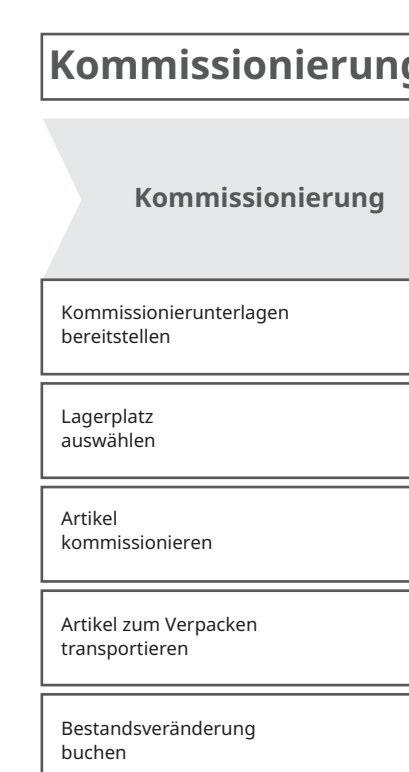 Kommissionierung
Kommissionierung
Kommissionierunterlagen
bereitstellen
Lagerplatz
auswählen
Artikel
kommissionieren
Artikel zum Verpacken
transportieren
Bestandsveränderung
buchen